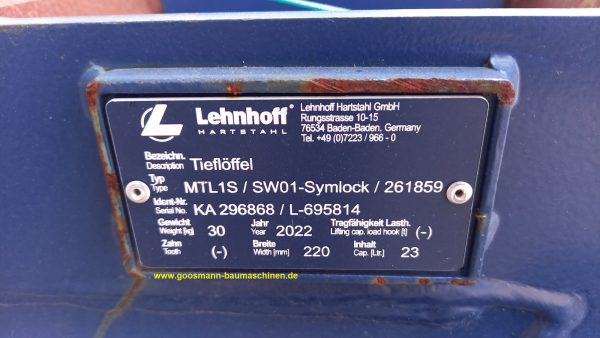 Lehnhoff®
HARTSTAHL
Lehnhoff Hartstahl GmbH
Rungsstrasse 10-15
76534 Baden-Baden. Germany
Tel. +49 (0)7223 / 966 - 0
Bezeichn.
Description Tieflöffel
Typ
Type MTL1S / SW01-Symlock / 261859
Ident-Nr.
Serial No. KA 296868 / L-695814
Gewicht Jahr Tragfähigkeit Lasth.
Weight [kg] 30 Year 2022 Lifting cap. load hook [t] (-)
Zahn Breite Inhalt
Tooth (-) Width [mm] 220 Cap. [Ltr.] 23
www.goosmann-baumaschinen.de